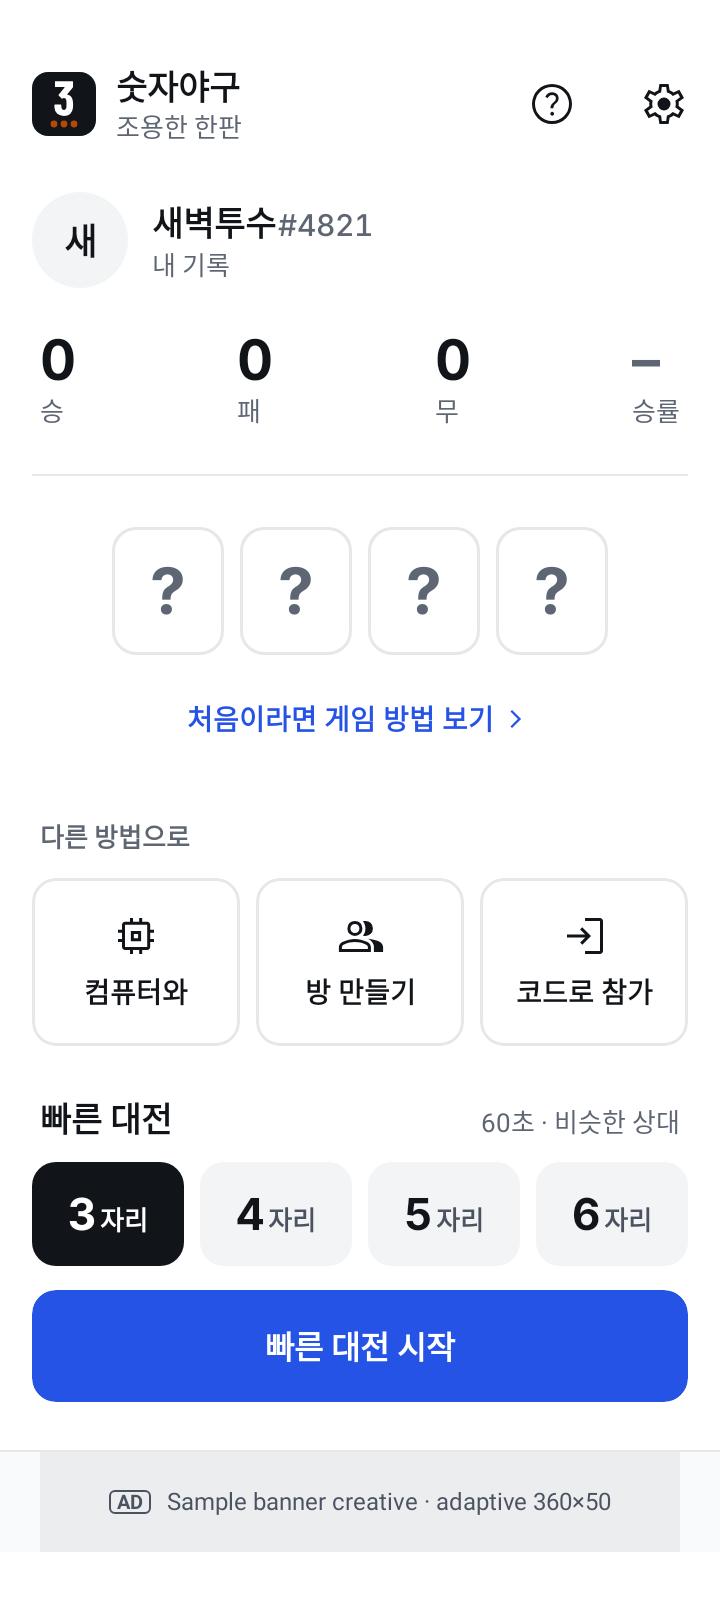 3
숫자야구
조용한 한판
새
새벽투수#4821
내 기록
0 0 0 –
승 패 무 승률
? ? ? ?
처음이라면 게임 방법 보기
다른 방법으로
컴퓨터와 방 만들기 코드로 참가
빠른 대전 60초 · 비슷한 상대
3자리 4자리 5자리 6자리
빠른 대전 시작
AD Sample banner creative · adaptive 360×50